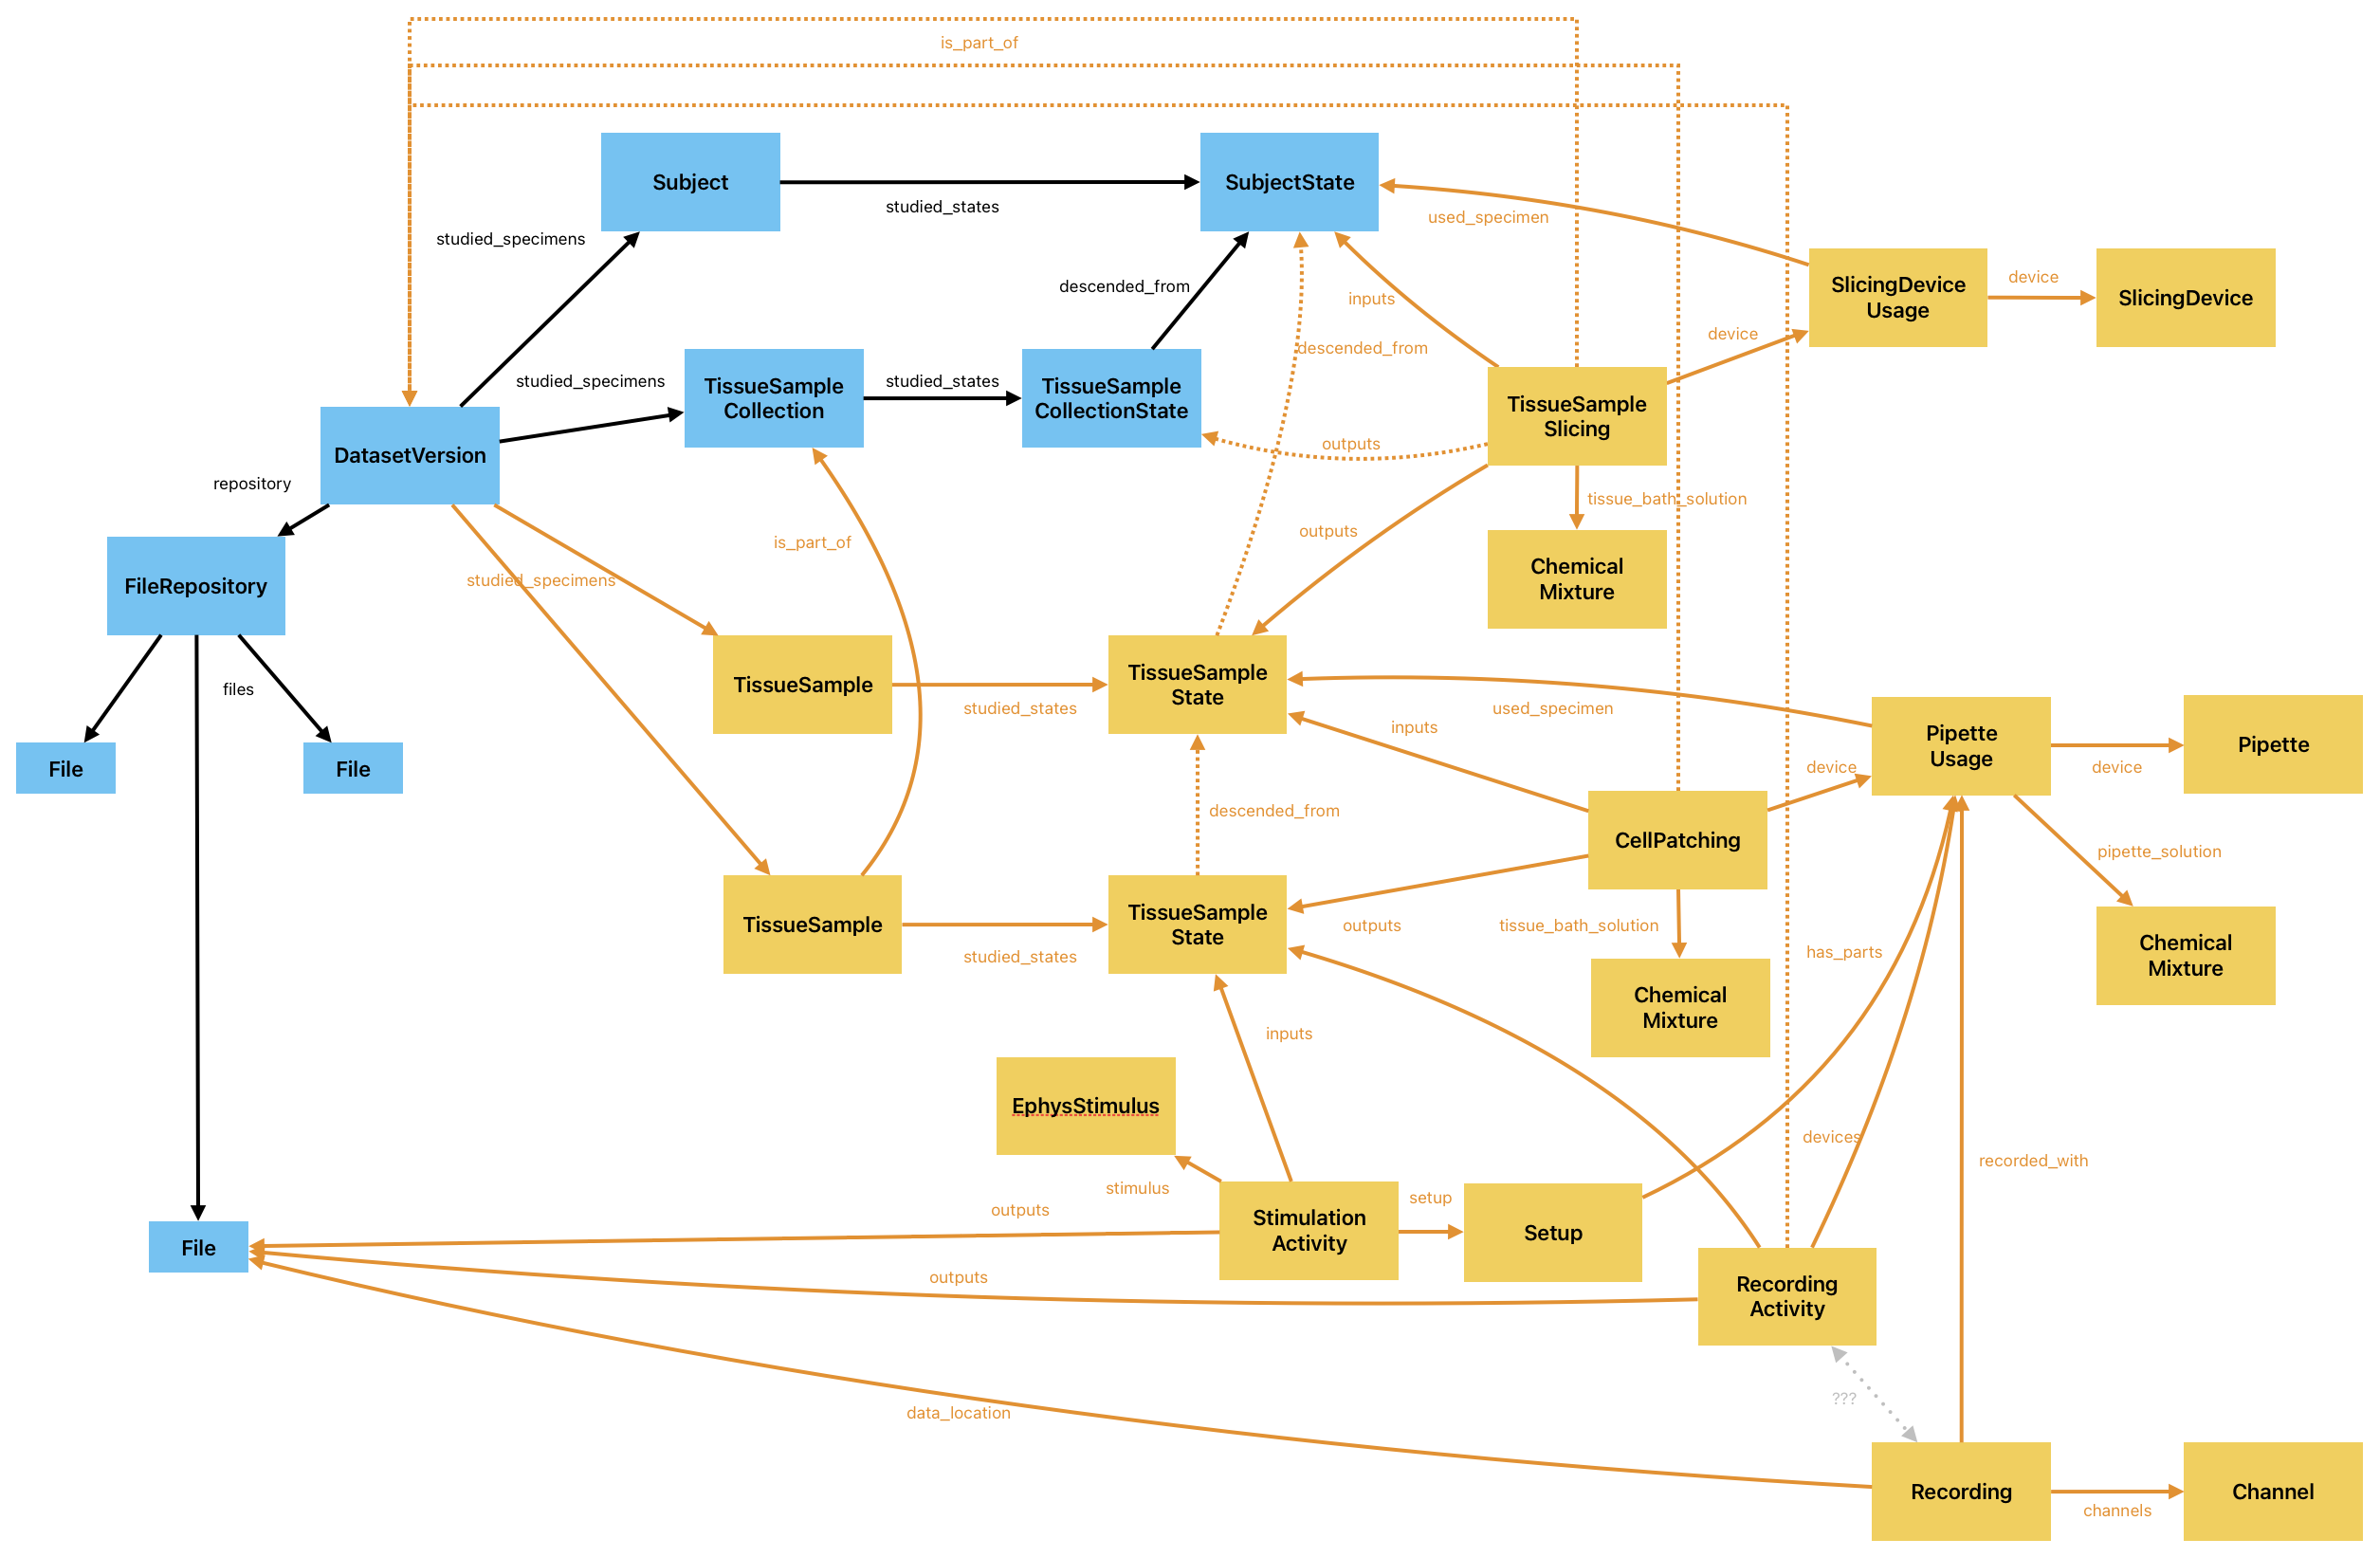 is_part_of
Subject
studied_states
SubjectState
studied_specimens
used_specimen
descended_from
inputs
SlicingDevice
Usage
device
SlicingDevice
device
descended_from
studied_specimens
TissueSample
Collection
studied_states
TissueSample
CollectionState
TissueSample
Slicing
outputs
DatasetVersion
repository
tissue_bath_solution
outputs
is_part_of
FileRepository
studied_specimens
Chemical
Mixture
files
TissueSample
studied_states
TissueSample
State
used_specimen
inputs
Pipette
Usage
device
Pipette
File
File
device
descended_from
CellPatching
pipette_solution
TissueSample
studied_states
TissueSample
State
outputs
tissue_bath_solution
has_parts
Chemical
Mixture
Chemical
Mixture
inputs
EphysStimulus
devices
recorded_with
stimulus
outputs
Stimulation
Activity
setup
Setup
File
outputs
Recording
Activity
???
data_location
Recording
channels
Channel